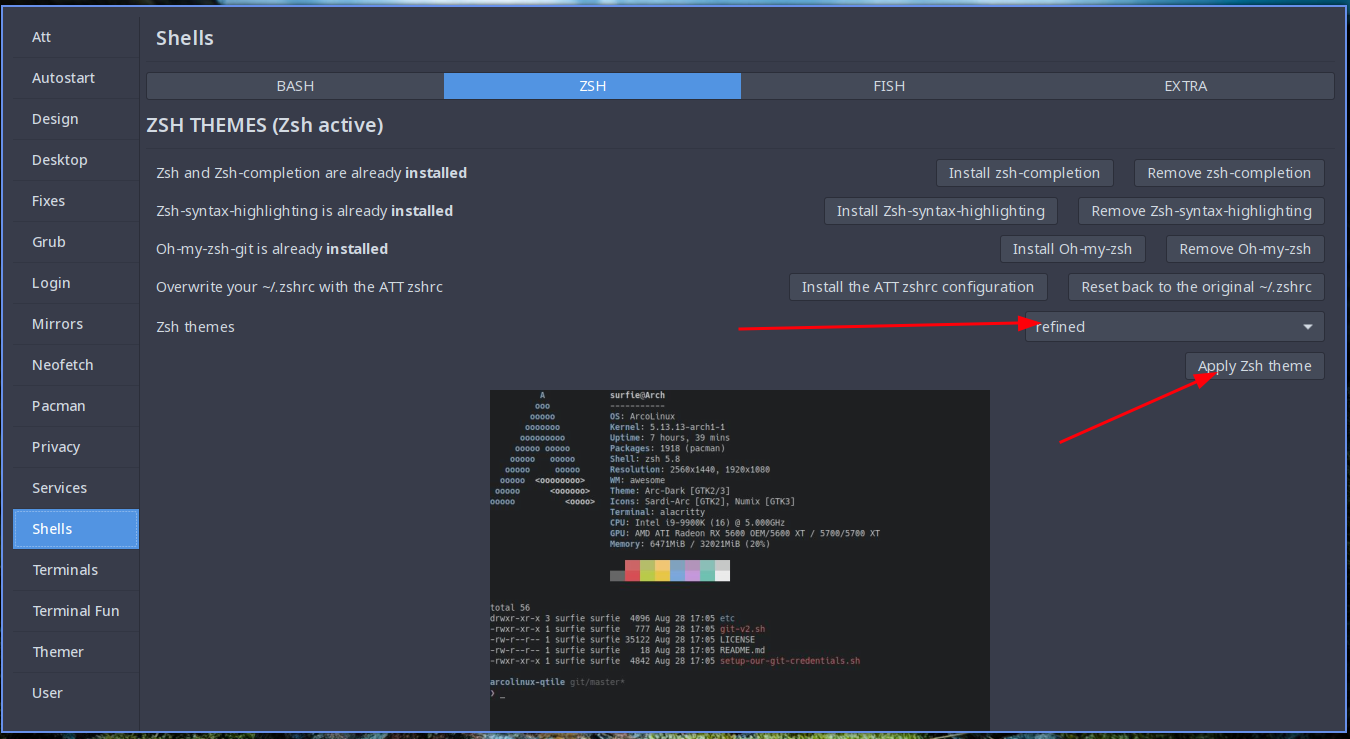 Att
Autostart
Design
Desktop
Fixes
Grub
Login
Mirrors
Neofetch
Pacman
Privacy
Services
Shells
Terminals
Terminal Fun
Themer
User
Shells
BASH ZSH FISH EXTRA
ZSH THEMES (Zsh active)
Zsh and Zsh-completion are already installed Install zsh-completion Remove zsh-completion
Zsh-syntax-highlighting is already installed Install Zsh-syntax-highlighting Remove Zsh-syntax-highlighting
Oh-my-zsh-git is already installed Install Oh-my-zsh Remove Oh-my-zsh
Overwrite your ~/.zshrc with the ATT zshrc Install the ATT zshrc configuration Reset back to the original ~/.zshrc
Zsh themes refined
Apply Zsh theme
A surfie@Arch
ooo -----------
ooooo OS: ArcoLinux
ooooooo Kernel: 5.13.13-arch1-1
ooooooooo Uptime: 7 hours, 39 mins
ooooo ooooo Packages: 1918 (pacman)
ooooo ooooo Shell: zsh 5.8
ooooo ooooo Resolution: 2560x1440, 1920x1080
ooooo <oooooooo> WM: awesome
ooooo <oooooo> Theme: Arc-Dark [GTK2/3]
ooooo <oooo> Icons: Sardi-Arc [GTK2], Numix [GTK3]
Terminal: alacritty
CPU: Intel i9-9900K (16) @ 5.000GHz
GPU: AMD ATI Radeon RX 5600 OEM/5600 XT / 5700/5700 XT
Memory: 6471MiB / 32021MiB (20%)
total 56
drwxr-xr-x 3 surfie surfie 4096 Aug 28 17:05 etc
-rwxr-xr-x 1 surfie surfie 777 Aug 28 17:05 git-v2.sh
-rw-r--r-- 1 surfie surfie 35122 Aug 28 17:05 LICENSE
-rw-r--r-- 1 surfie surfie 18 Aug 28 17:05 README.md
-rwxr-xr-x 1 surfie surfie 4842 Aug 28 17:05 setup-our-git-credentials.sh
arcolinux-qtile git/master*
❯ _